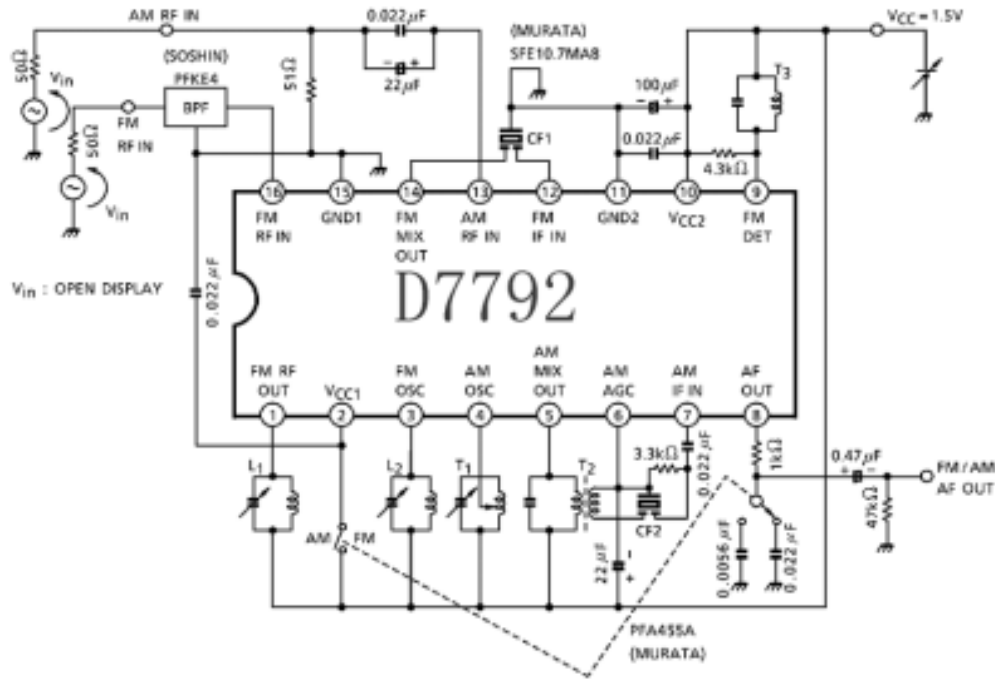 AM RF IN
0.022μF
(MURATA)
SFE10.7MA8
VCC = 1.5V
(SOSHIN)
PFKE4
50Ω
Vin
BPF
FM
RF IN
50Ω
Vin
51Ω
22μF
100μF
T3
CF1
0.022μF
4.3kΩ
16
15
14
13
12
11
10
9
FM
RF IN
GND1
FM
MIX
OUT
AM
RF IN
FM
IF IN
GND2
VCC2
FM
DET
Vin : OPEN DISPLAY
0.022μF
D7792
FM RF
OUT
VCC1
FM
OSC
AM
OSC
AM
MIX
OUT
AM
AGC
AM
IF IN
AF
OUT
1
2
3
4
5
6
7
8
L1
L2
T1
T2
3.3kΩ
0.022μF
1kΩ
0.47μF
FM/AM
AF OUT
47kΩ
CF2
AM
FM
22μF
0.0056μF
0.022μF
PFA455A
(MURATA)